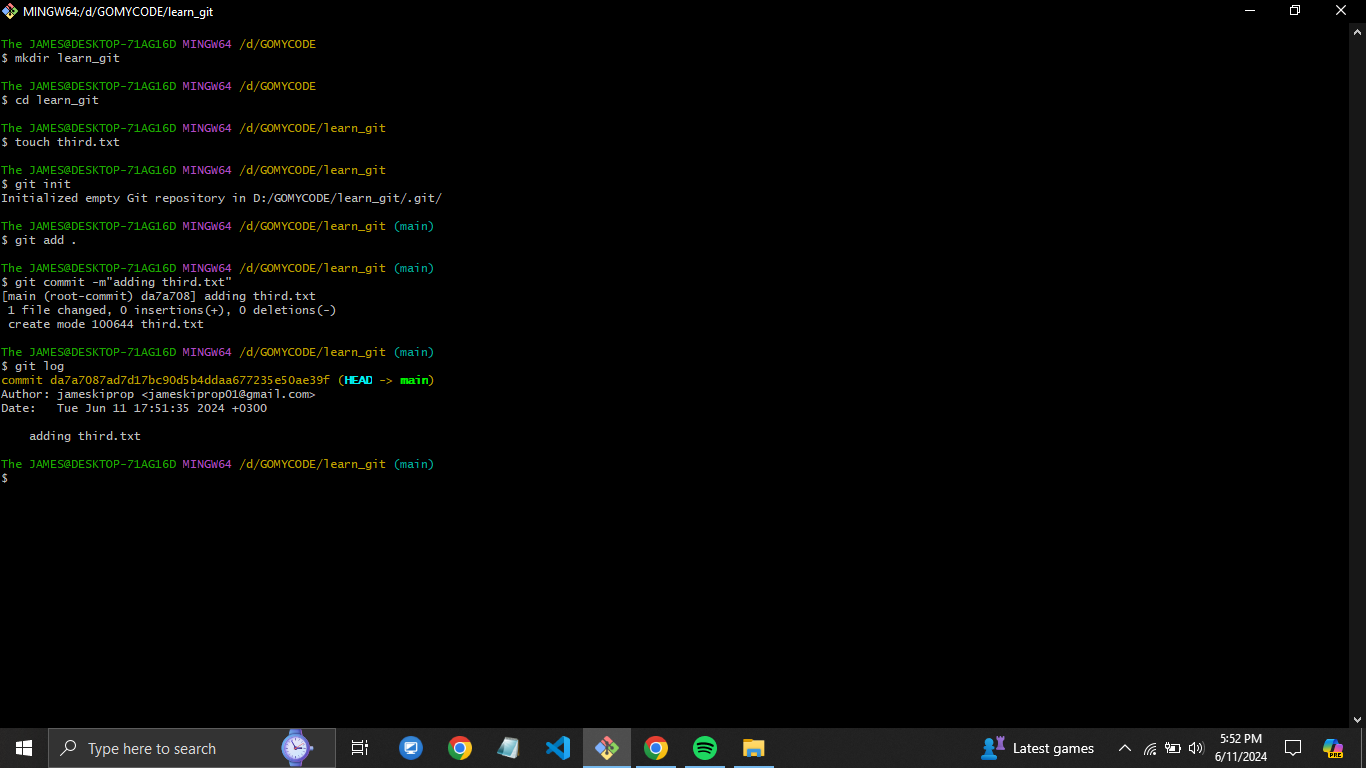 MINGW64:/d/GOMYCODE/learn_git
The JAMES@DESKTOP-71AG16D MINGW64 /d/GOMYCODE
$ mkdir learn_git
The JAMES@DESKTOP-71AG16D MINGW64 /d/GOMYCODE
$ cd learn_git
The JAMES@DESKTOP-71AG16D MINGW64 /d/GOMYCODE/learn_git
$ touch third.txt
The JAMES@DESKTOP-71AG16D MINGW64 /d/GOMYCODE/learn_git
$ git init
Initialized empty Git repository in D:/GOMYCODE/learn_git/.git/
The JAMES@DESKTOP-71AG16D MINGW64 /d/GOMYCODE/learn_git (main)
$ git add .
The JAMES@DESKTOP-71AG16D MINGW64 /d/GOMYCODE/learn_git (main)
$ git commit -m"adding third.txt"
[main (root-commit) da7a708] adding third.txt
 1 file changed, 0 insertions(+), 0 deletions(-)
 create mode 100644 third.txt
The JAMES@DESKTOP-71AG16D MINGW64 /d/GOMYCODE/learn_git (main)
$ git log
commit da7a7087ad7d17bc90d5b4ddaa677235e50ae39f (HEAD -> main)
Author: jameskiprop <jameskiprop01@gmail.com>
Date:   Tue Jun 11 17:51:35 2024 +0300
    adding third.txt
The JAMES@DESKTOP-71AG16D MINGW64 /d/GOMYCODE/learn_git (main)
$
Type here to search
Latest games
5:52 PM
6/11/2024
PRE